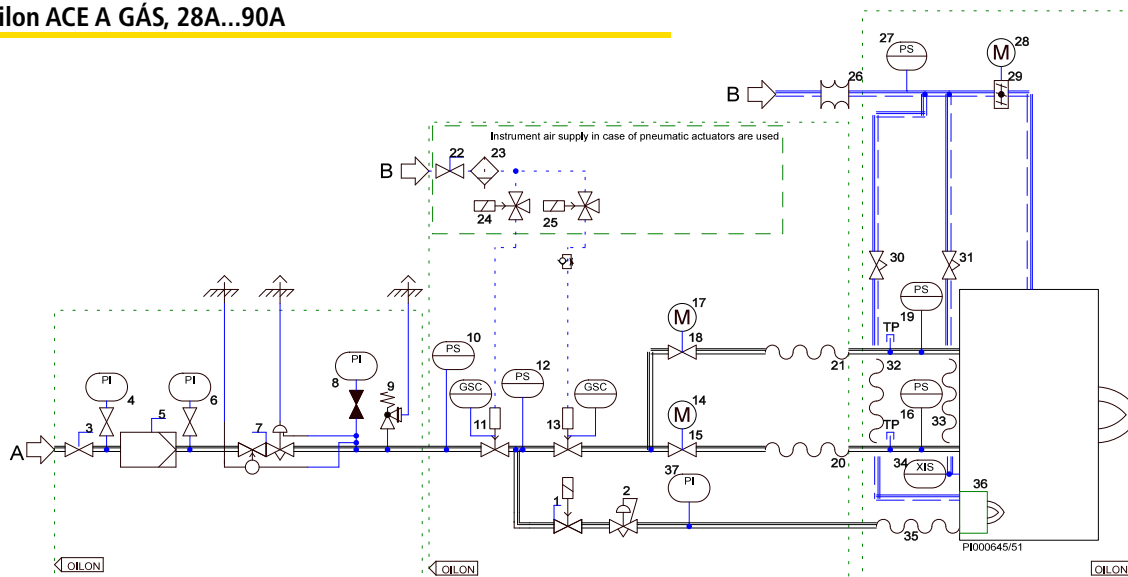 ilon ACE A GÁS, 28A...90A
27
PS
M
28
B
26
29
Instrument air supply in case of pneumatic actuators are used
B
22
23
24
25
30
31
17
M
18
PS
19
TP
10
PS
12
PS
21
32
PI
8
9
PI
4
5
PI
6
GSC
GSC
14
M
PS
16
33
3
7
11
13
15
TP
A
20
34
XIS
37
PI
36
1
2
35
PI000645/51
OILON
OILON
OILON